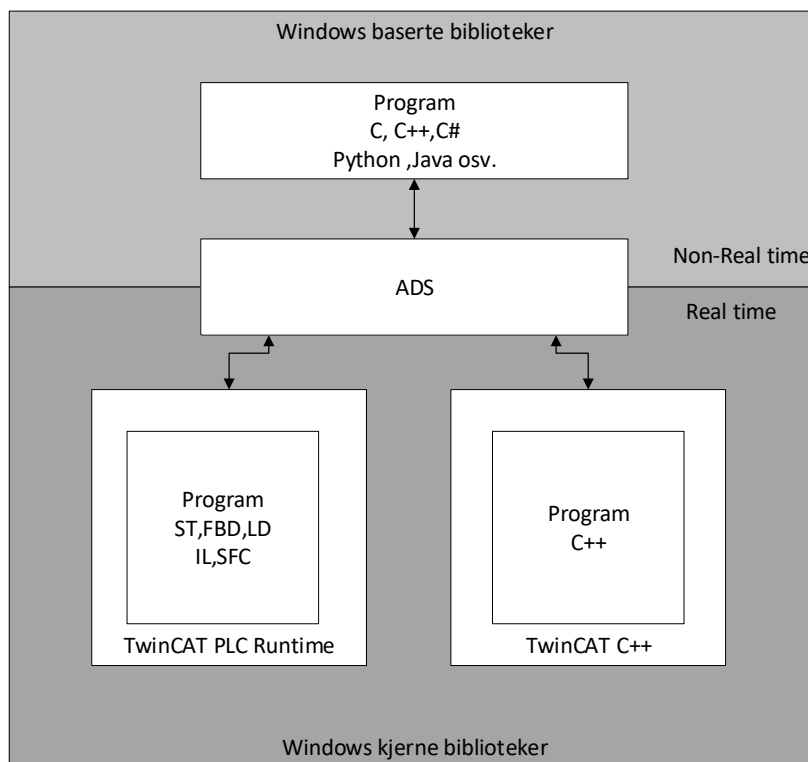 Windows baserte biblioteker
Program
C, C++,C#
Python ,Java osv.
Non-Real time
ADS
Real time
Program
ST,FBD,LD
IL,SFC
TwinCAT PLC Runtime
Program
C++
TwinCAT C++
Windows kjerne biblioteker